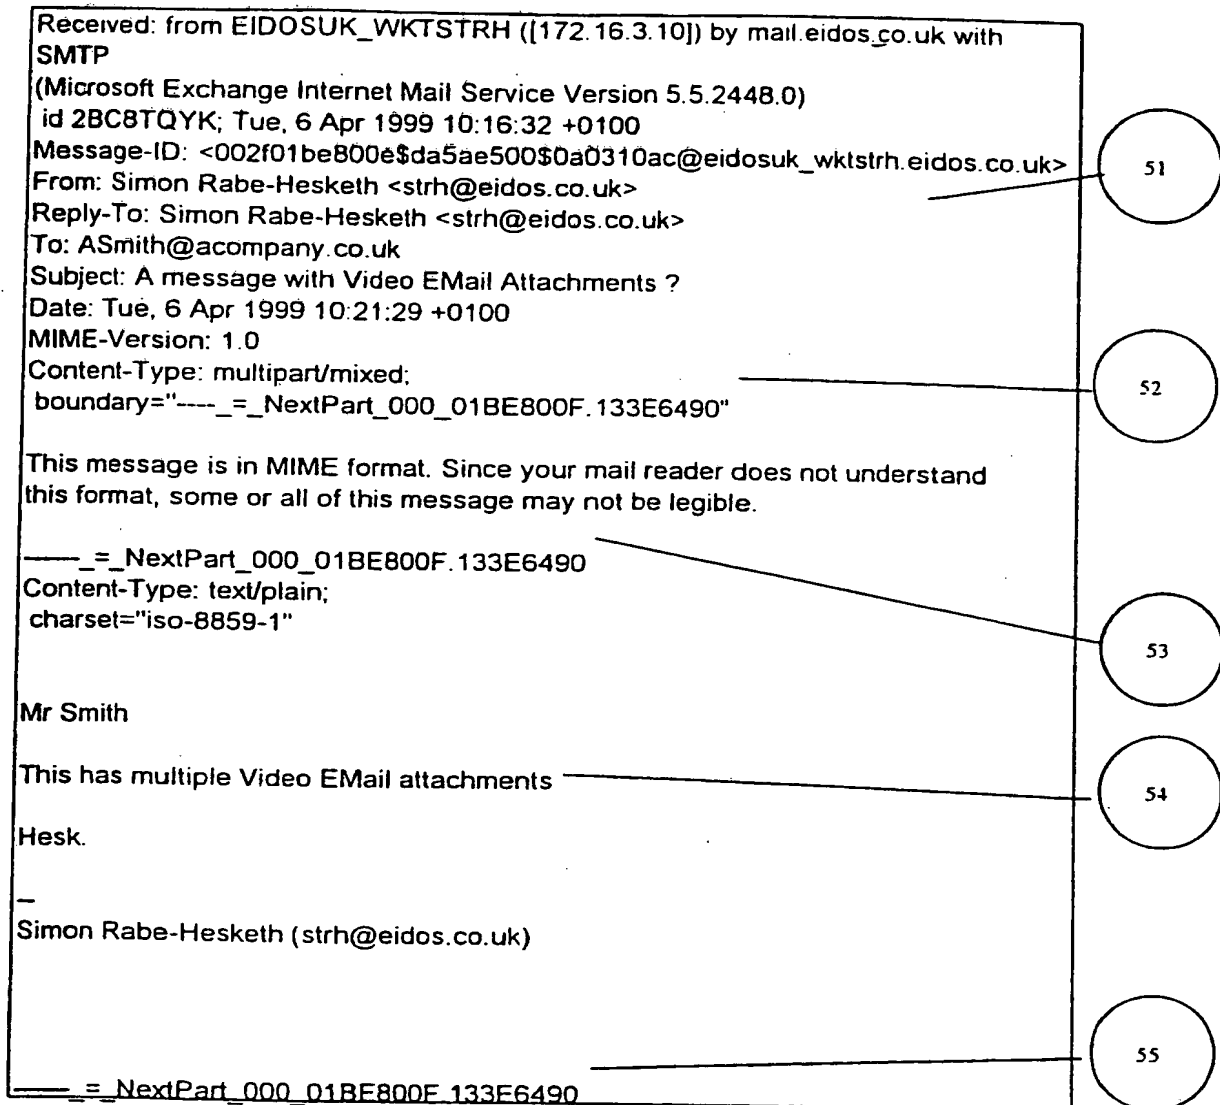 Received: from EIDOSUK_WKTSTRH ([172.16.3.10]) by mail.eidos.co.uk with
SMTP
(Microsoft Exchange Internet Mail Service Version 5.5.2448.0)
id 2BC8TQYK; Tue, 6 Apr 1999 10:16:32 +0100
Message-ID: <002f01be800e$da5ae500$0a0310ac@eidosuk_wktstrh.eidos.co.uk>
51
From: Simon Rabe-Hesketh <strh@eidos.co.uk>
Reply-To: Simon Rabe-Hesketh <strh@eidos.co.uk>
To: ASmith@acompany.co.uk
Subject: A message with Video EMail Attachments ?
Date: Tue, 6 Apr 1999 10:21:29 +0100
MIME-Version: 1.0
Content-Type: multipart/mixed;
52
boundary="----_=_NextPart_000_01BE800F.133E6490"
This message is in MIME format. Since your mail reader does not understand
this format, some or all of this message may not be legible.
------_=_NextPart_000_01BE800F.133E6490
Content-Type: text/plain;
charset="iso-8859-1"
53
Mr Smith
This has multiple Video EMail attachments
54
Hesk.
–
Simon Rabe-Hesketh (strh@eidos.co.uk)
55
------_=_NextPart_000_01BE800F.133E6490